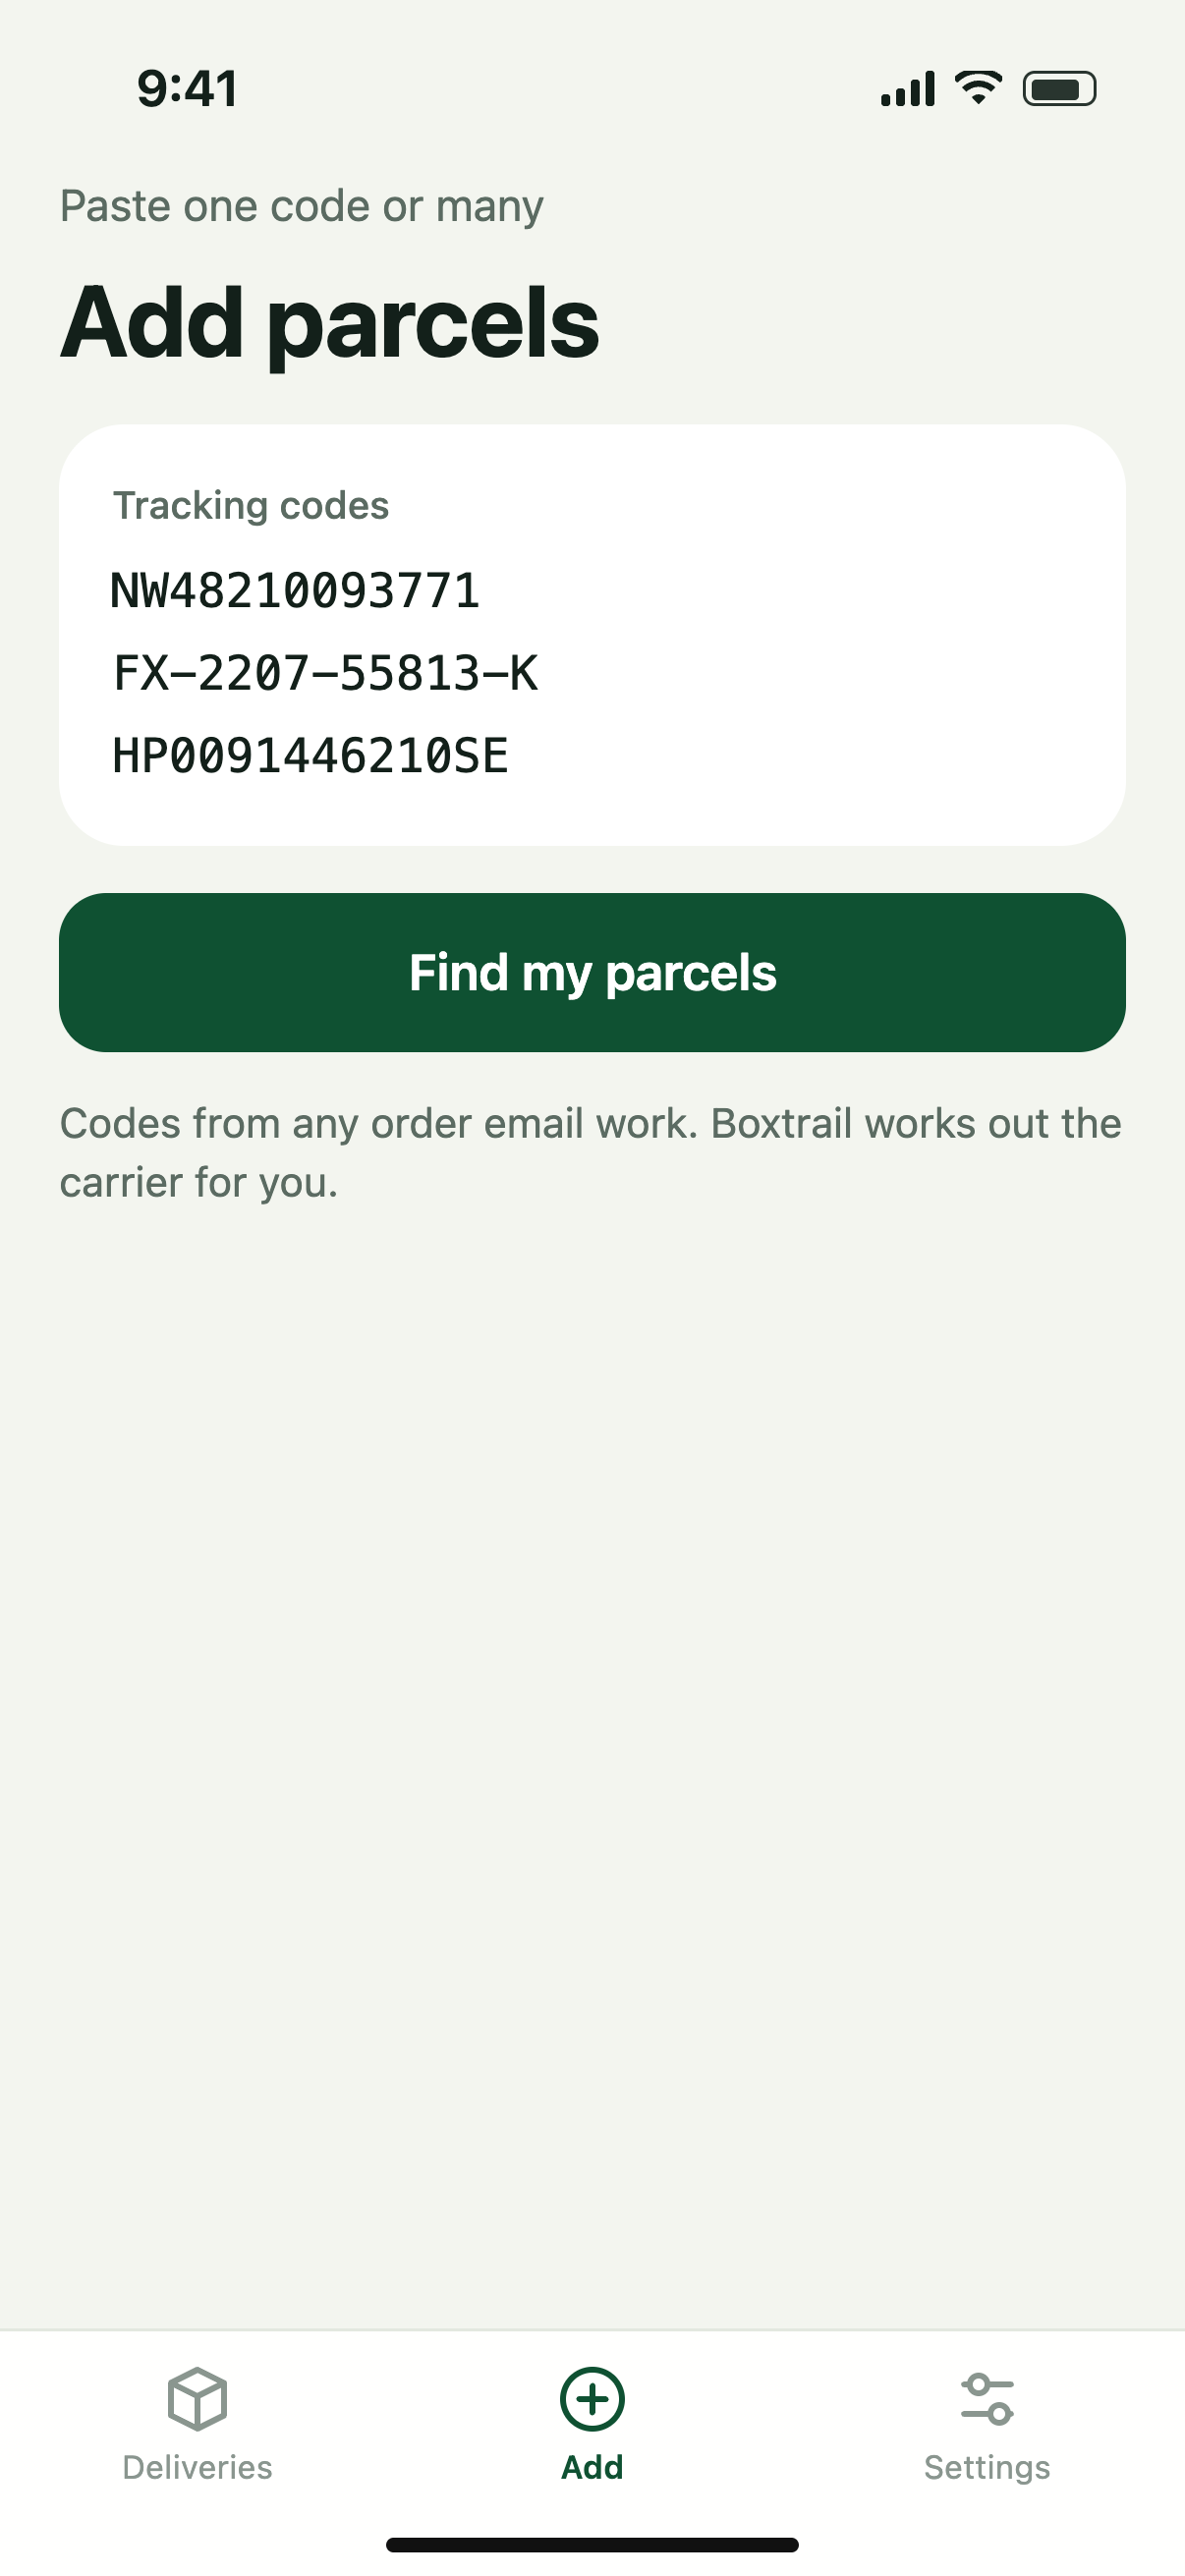 9:41
Paste one code or many
Add parcels
Tracking codes
NW48210093771
FX-2207-55813-K
HP0091446210SE
Find my parcels
Codes from any order email work. Boxtrail works out the
carrier for you.
Deliveries
Add
Settings